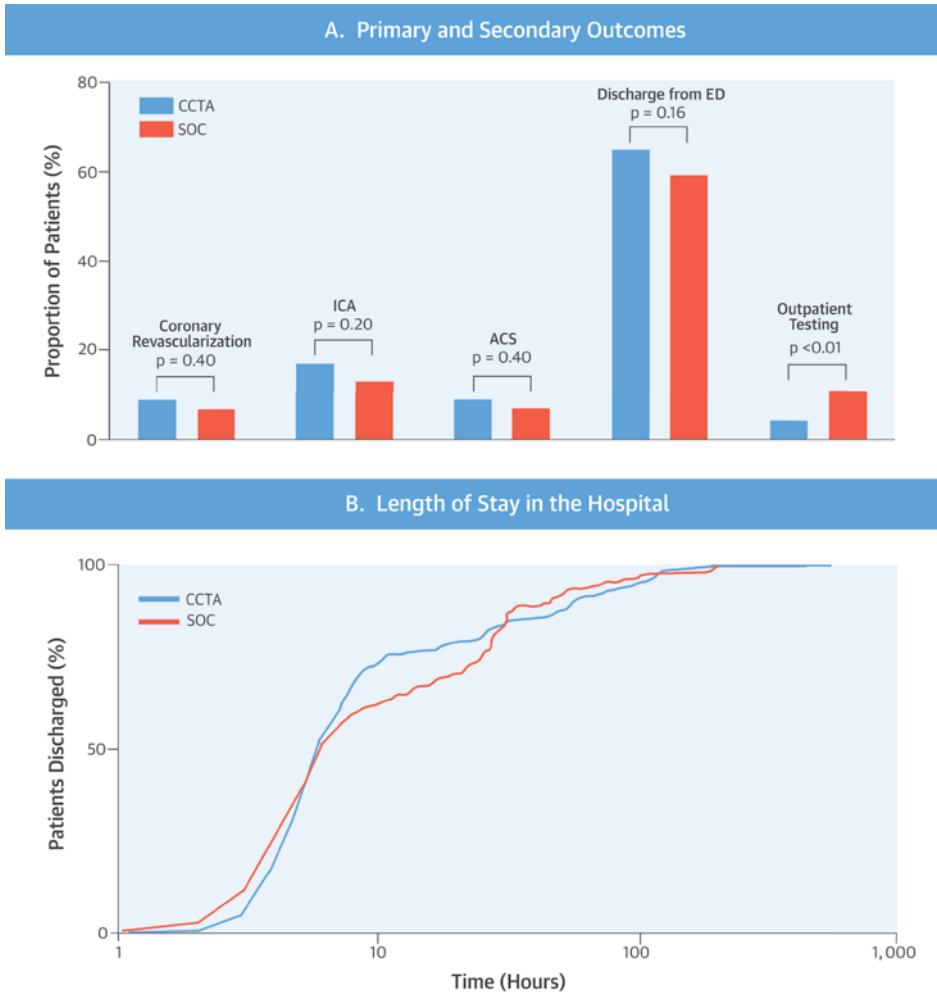 A. Primary and Secondary Outcomes
80
60
40
20
0
Proportion of Patients (%)
CCTA
SOC
Coronary
Revascularization
p = 0.40
ICA
p = 0.20
ACS
p = 0.40
Discharge from ED
p = 0.16
Outpatient
Testing
p <0.01
B. Length of Stay in the Hospital
100
50
0
Patients Discharged (%)
CCTA
SOC
1
10
100
1,000
Time (Hours)